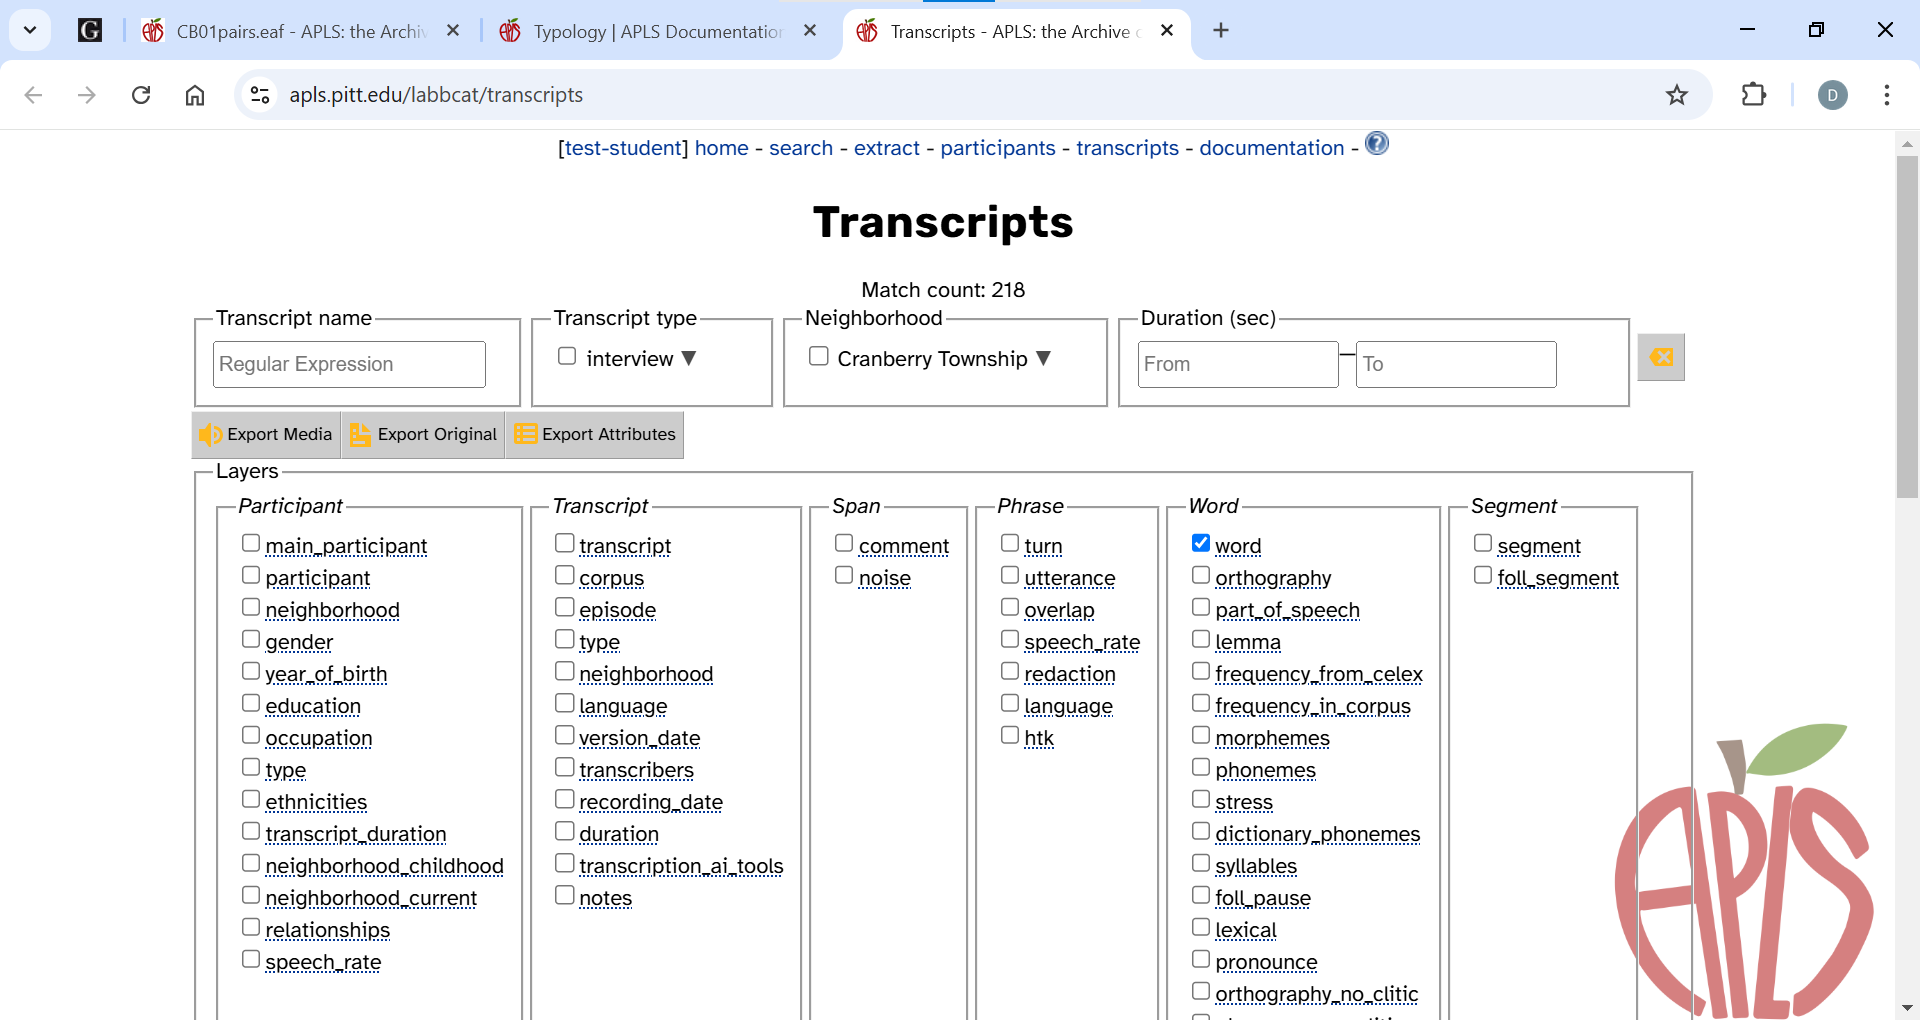 G
CB01pairs.eaf - APLS: the Archiv
Typology | APLS Documentation
Transcripts - APLS: the Archive
apls.pitt.edu/labbcat/transcripts
D
[test-student] home - search - extract - participants - transcripts - documentation - ?
Transcripts
Match count: 218
Transcript name
Transcript type
Neighborhood
Duration (sec)
Regular Expression
interview ▼
Cranberry Township ▼
From
–
To
Export Media
Export Original
Export Attributes
Layers
Participant
main_participant
participant
neighborhood
gender
year_of_birth
education
occupation
type
ethnicities
transcript_duration
neighborhood_childhood
neighborhood_current
relationships
speech_rate
Transcript
transcript
corpus
episode
type
neighborhood
language
version_date
transcribers
recording_date
duration
transcription_ai_tools
notes
Span
comment
noise
Phrase
turn
utterance
overlap
speech_rate
redaction
language
htk
Word
word
orthography
part_of_speech
lemma
frequency_from_celex
frequency_in_corpus
morphemes
phonemes
stress
dictionary_phonemes
syllables
foll_pause
lexical
pronounce
orthography_no_clitic
Segment
segment
foll_segment
APLS